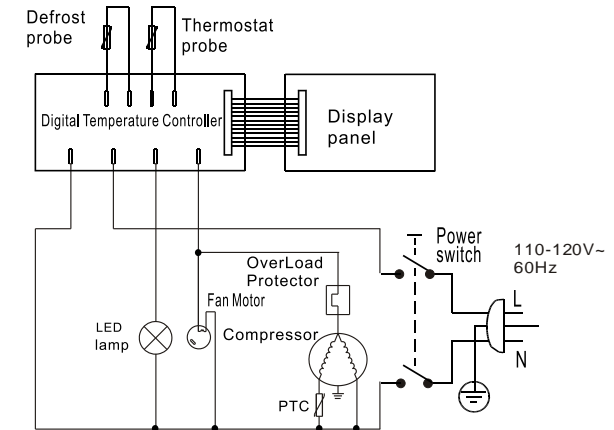 Defrost
probe
Thermostat
probe
Digital Temperature Controller
Display
panel
Power
switch
110-120V~
60Hz
OverLoad
Protector
Fan Motor
L
LED
lamp
Compressor
N
PTC